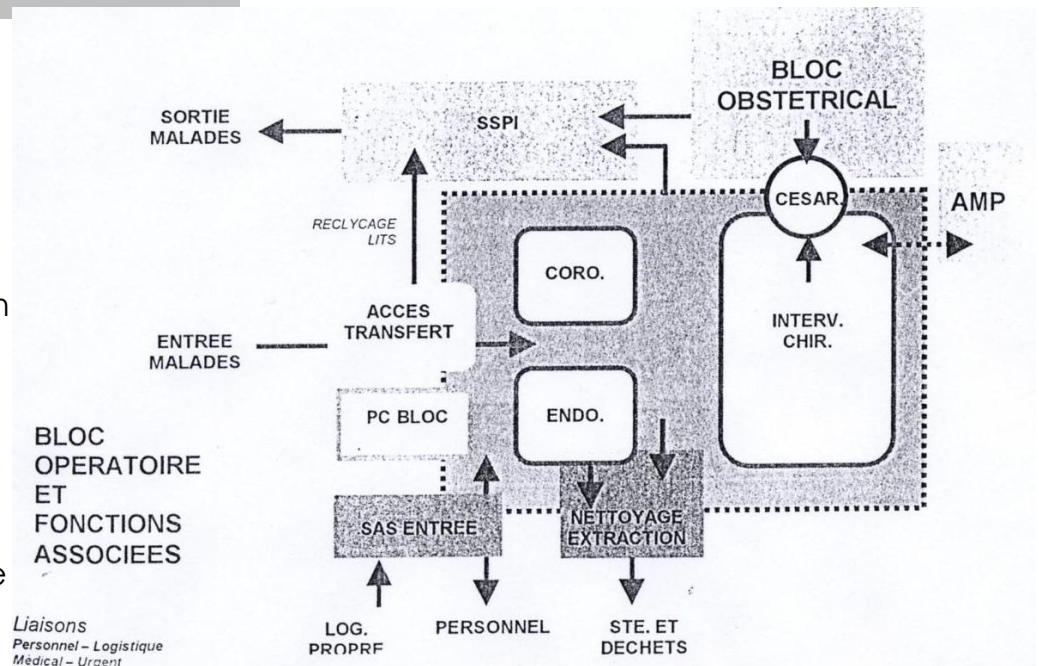 BLOC
OBSTETRICAL
SORTIE
MALADES
SSPI
CESAR.
AMP
RECLYCAGE
LITS
CORO.
ACCES
TRANSFERT
INTERV.
CHIR.
ENTREE
MALADES
n
PC BLOC
ENDO.
BLOC
OPERATOIRE
ET
FONCTIONS
ASSOCIEES
SAS ENTREE
NETTOYAGE
EXTRACTION
e
LOG.
PROPRE
PERSONNEL
STE. ET
DECHETS
Liaisons
Personnel – Logistique
Médical – Urgent